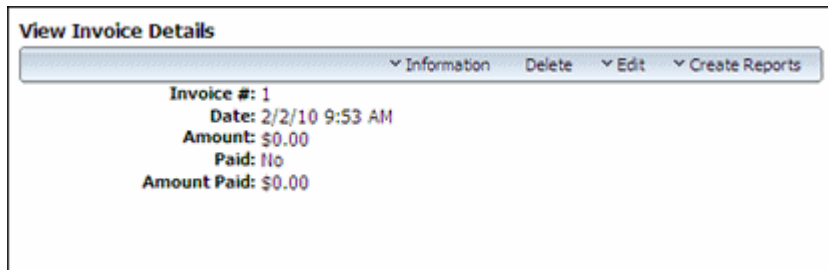 View Invoice Details
Information Delete Edit Create Reports
Invoice #: 1
Date: 2/2/10 9:53 AM
Amount: $0.00
Paid: No
Amount Paid: $0.00